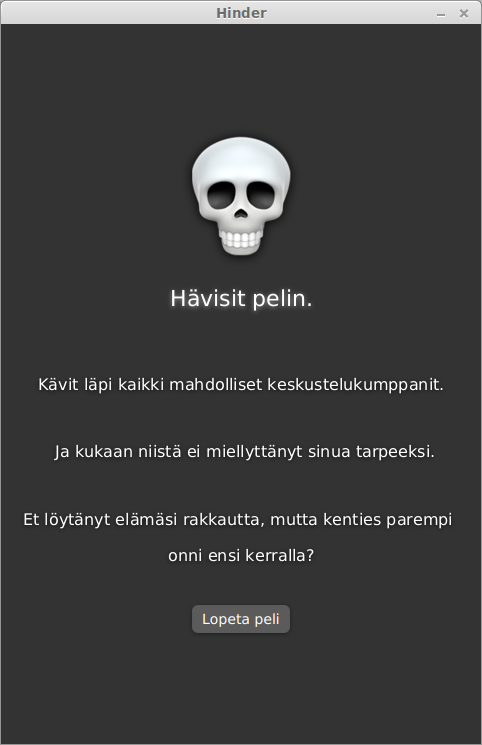 Hinder
Hävisit pelin.
Kävit läpi kaikki mahdolliset keskustelukumppanit.
Ja kukaan niistä ei miellyttänyt sinua tarpeeksi.
Et löytänyt elämäsi rakkautta, mutta kenties parempi
onni ensi kerralla?
Lopeta peli